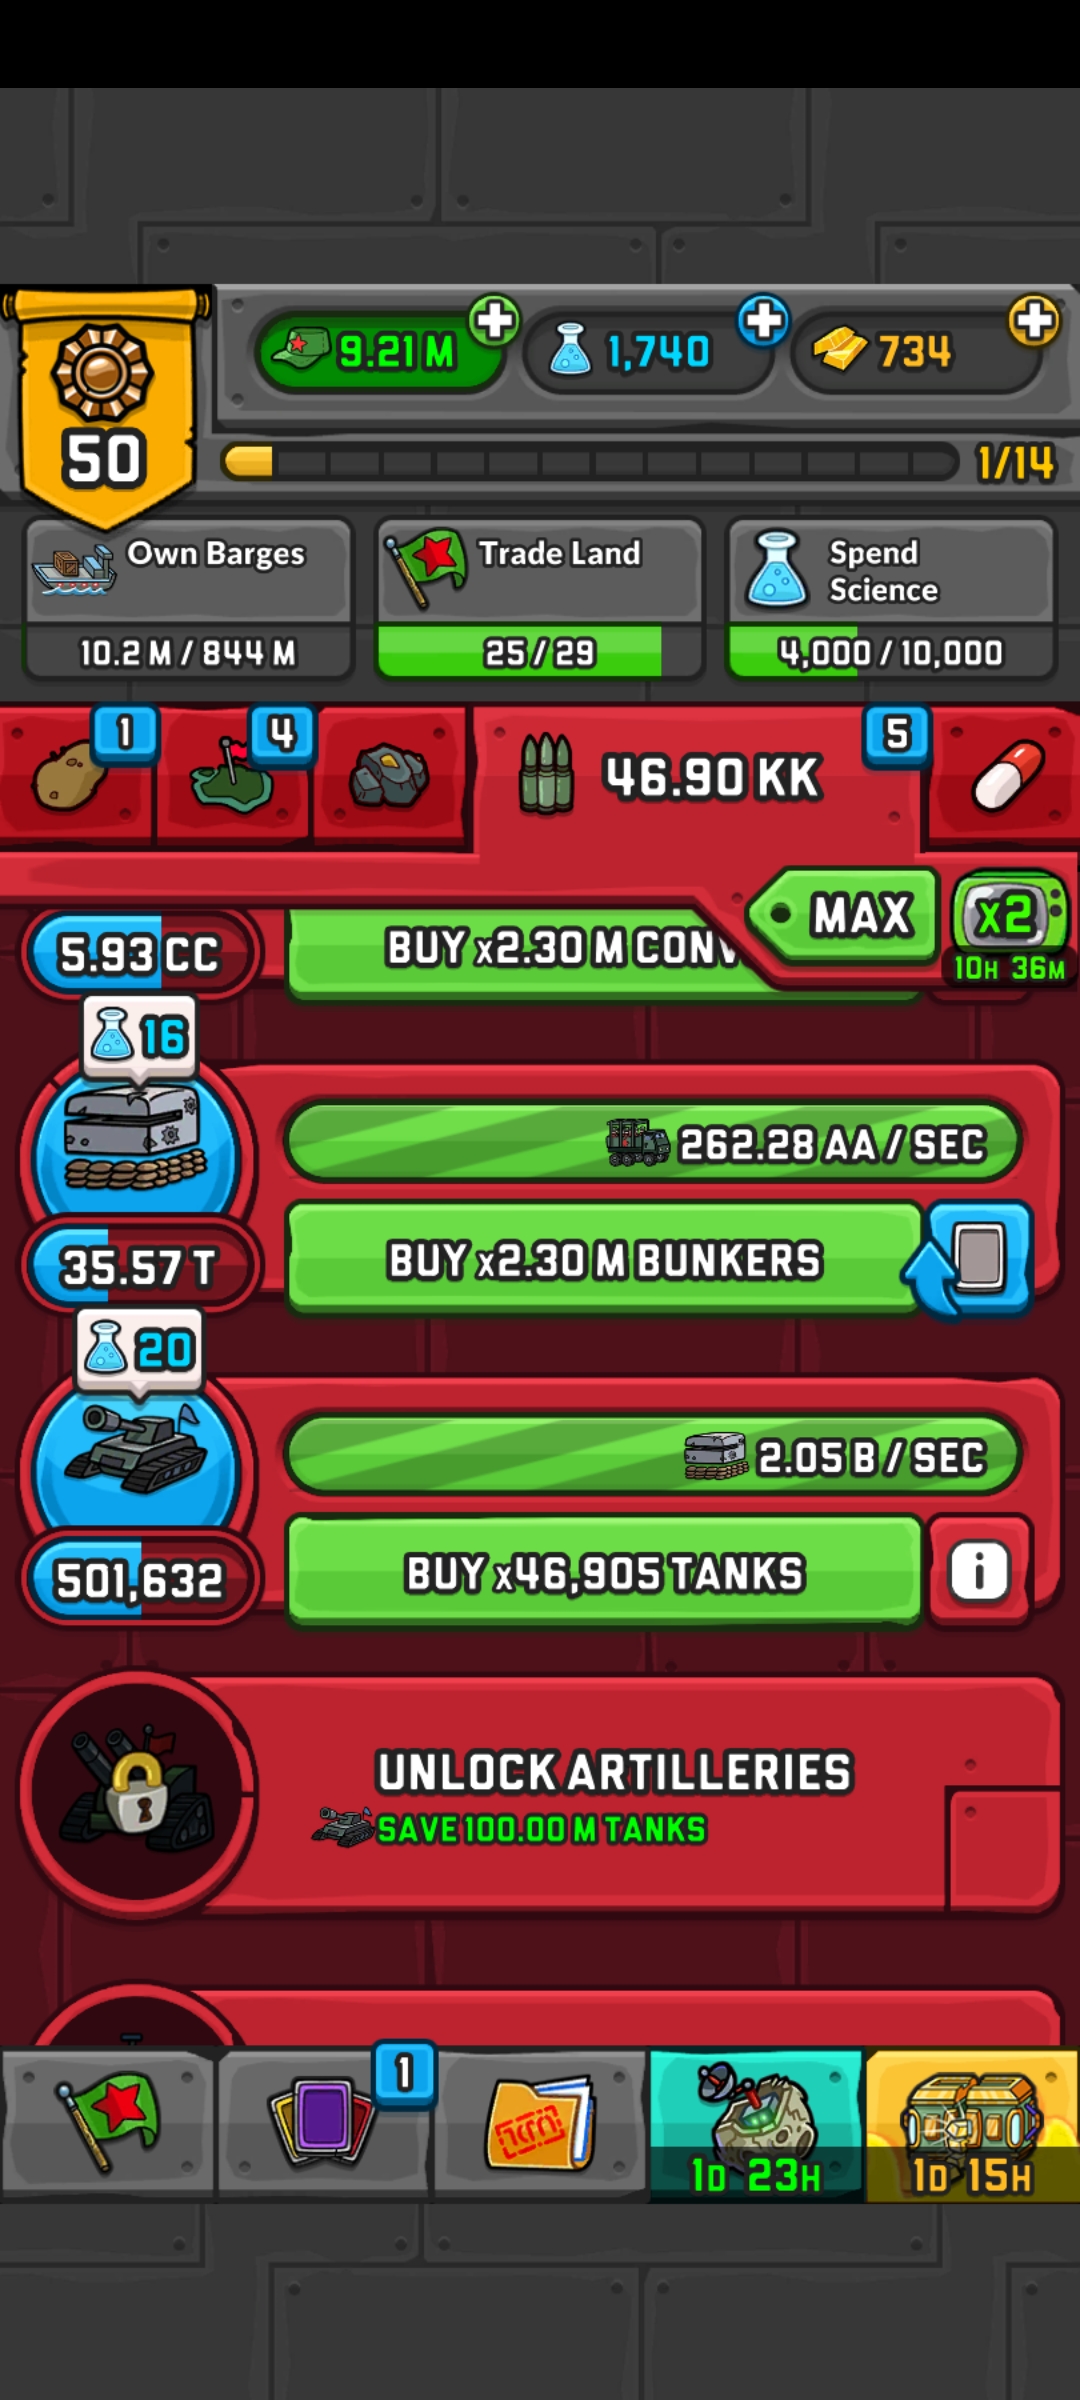 9.21 M
1,740
734
50
1/14
Own Barges
10.2 M / 844 M
Trade Land
25 / 29
Spend
Science
4,000 / 10,000
1
4
46.90 KK
5
MAX
x2
10H 36M
5.93 CC
BUY x2.30 M CONV
16
262.28 AA / SEC
35.57 T
BUY x2.30 M BUNKERS
20
2.05 B / SEC
501,632
BUY x46,905 TANKS
i
UNLOCK ARTILLERIES
SAVE 100.00 M TANKS
1
1D 23H
1D 15H